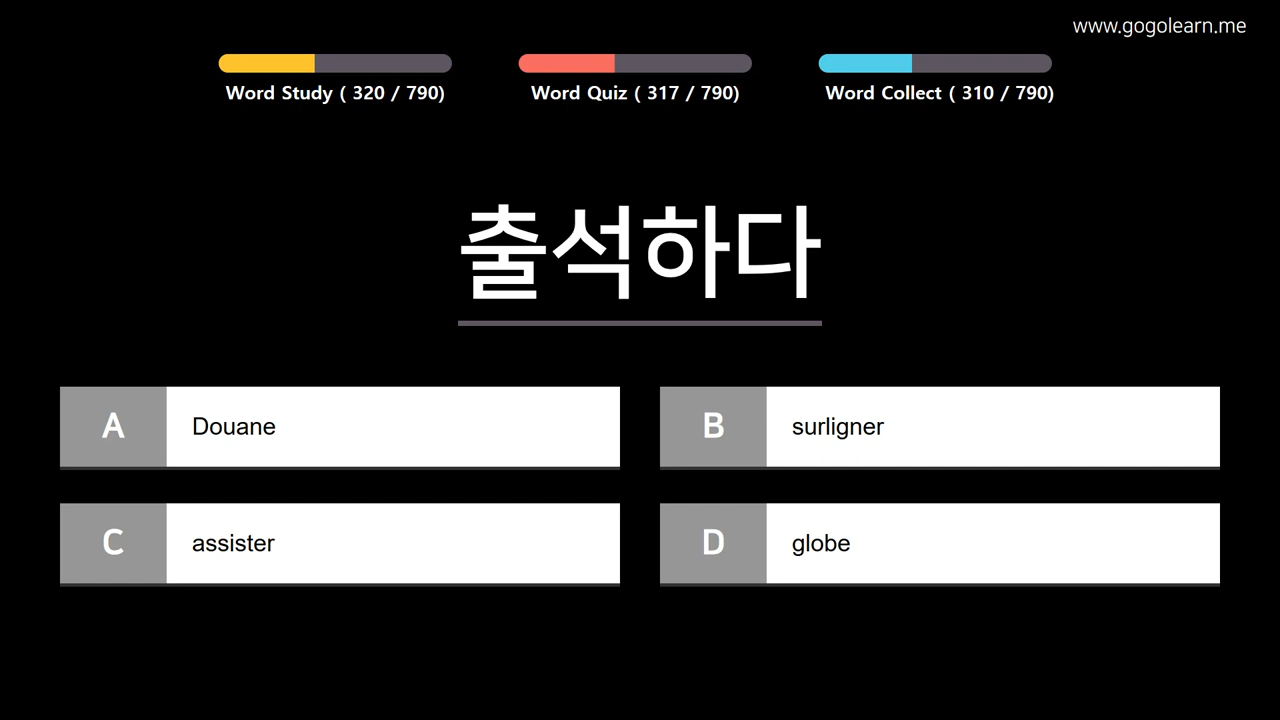 www.gogolearn.me
Word Study ( 320 / 790)
Word Quiz ( 317 / 790)
Word Collect ( 310 / 790)
출석하다
A Douane
B surligner
C assister
D globe